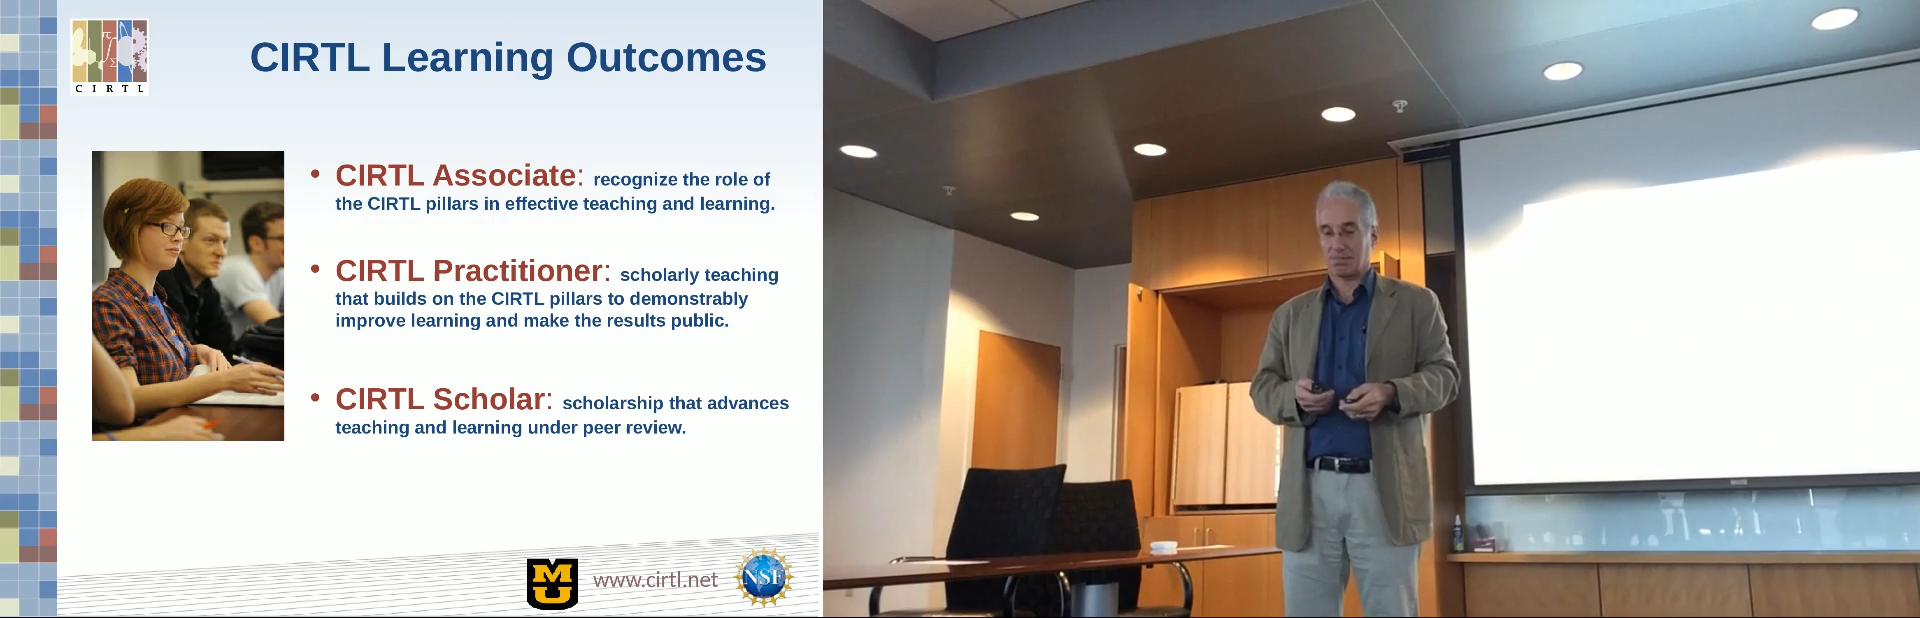 CIRTL
CIRTL Learning Outcomes
• CIRTL Associate: recognize the role of
the CIRTL pillars in effective teaching and learning.
• CIRTL Practitioner: scholarly teaching
that builds on the CIRTL pillars to demonstrably
improve learning and make the results public.
• CIRTL Scholar: scholarship that advances
teaching and learning under peer review.
MU
www.cirtl.net
NSF